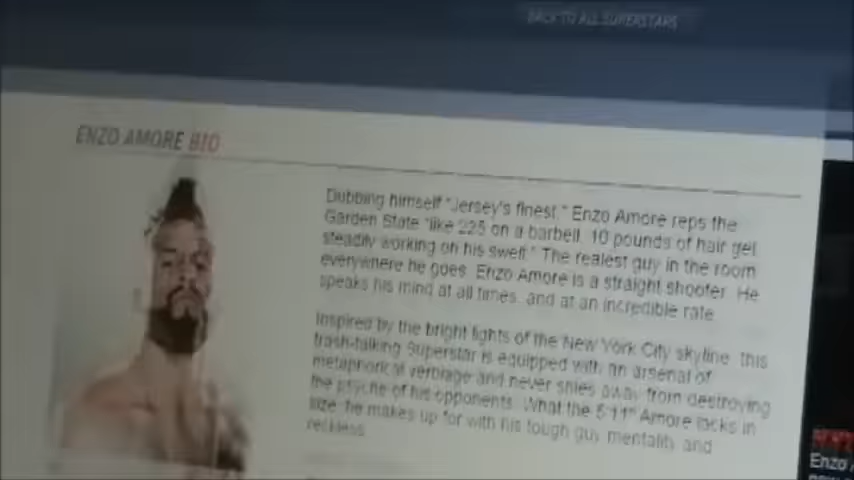 BACK TO ALL SUPERSTARS
ENZO AMORE BIO
Dubbing himself "Jersey's finest," Enzo Amore reps the
Garden State "like 225 on a barbell, 10 pounds of hair gel,
steadily working on his swell." The realest guy in the room
everywhere he goes, Enzo Amore is a straight shooter. He
speaks his mind at all times, and at an incredible rate.
Inspired by the bright lights of the New York City skyline, this
trash-talking Superstar is equipped with an arsenal of
metaphorical verbiage and never shies away from destroying
the psyche of his opponents. What the 5'11" Amore lacks in
size, he makes up for with his tough guy mentality and
reckless
Enzo